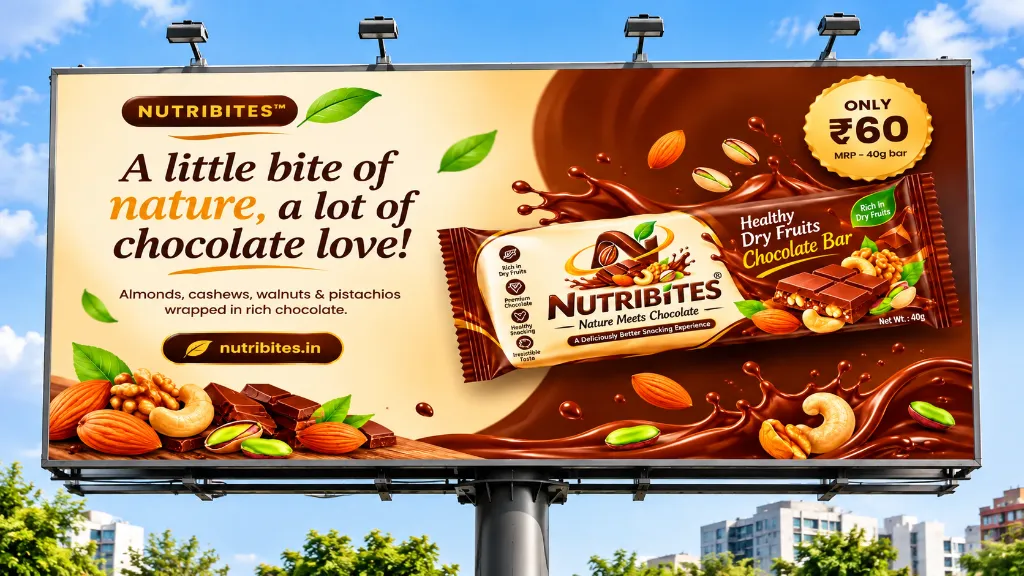 NUTRIBITES™
A little bite of
nature, a lot of
chocolate love!
Almonds, cashews, walnuts & pistachios
wrapped in rich chocolate.
nutribites.in
ONLY
₹60
MRP - 40g bar
Rich in
Dry Fruits
Premium
Chocolate
Healthy
Snacking
Irresistible
Taste
N
NUTRIBITES®
Nature Meets Chocolate
A Deliciously Better Snacking Experience
Healthy
Dry Fruits
Chocolate Bar
Rich in
Dry Fruits
Net Wt.: 40g